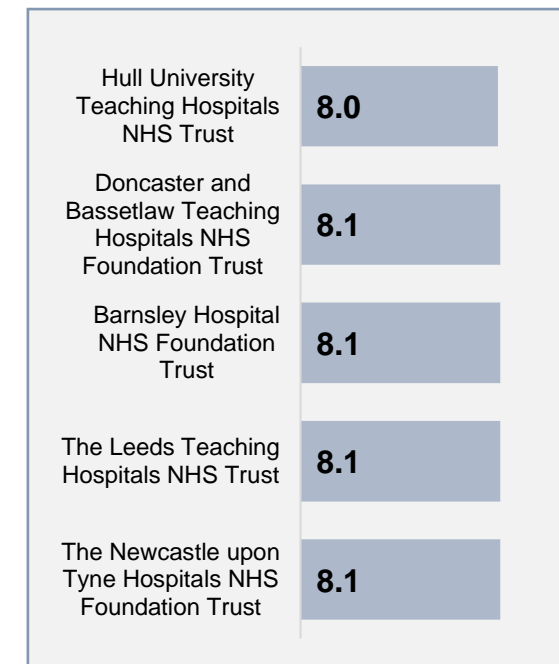 Hull University
Teaching Hospitals
NHS Trust
8.0
Doncaster and
Bassetlaw Teaching
Hospitals NHS
Foundation Trust
8.1
Barnsley Hospital
NHS Foundation
Trust
8.1
The Leeds Teaching
Hospitals NHS Trust
8.1
The Newcastle upon
Tyne Hospitals NHS
Foundation Trust
8.1